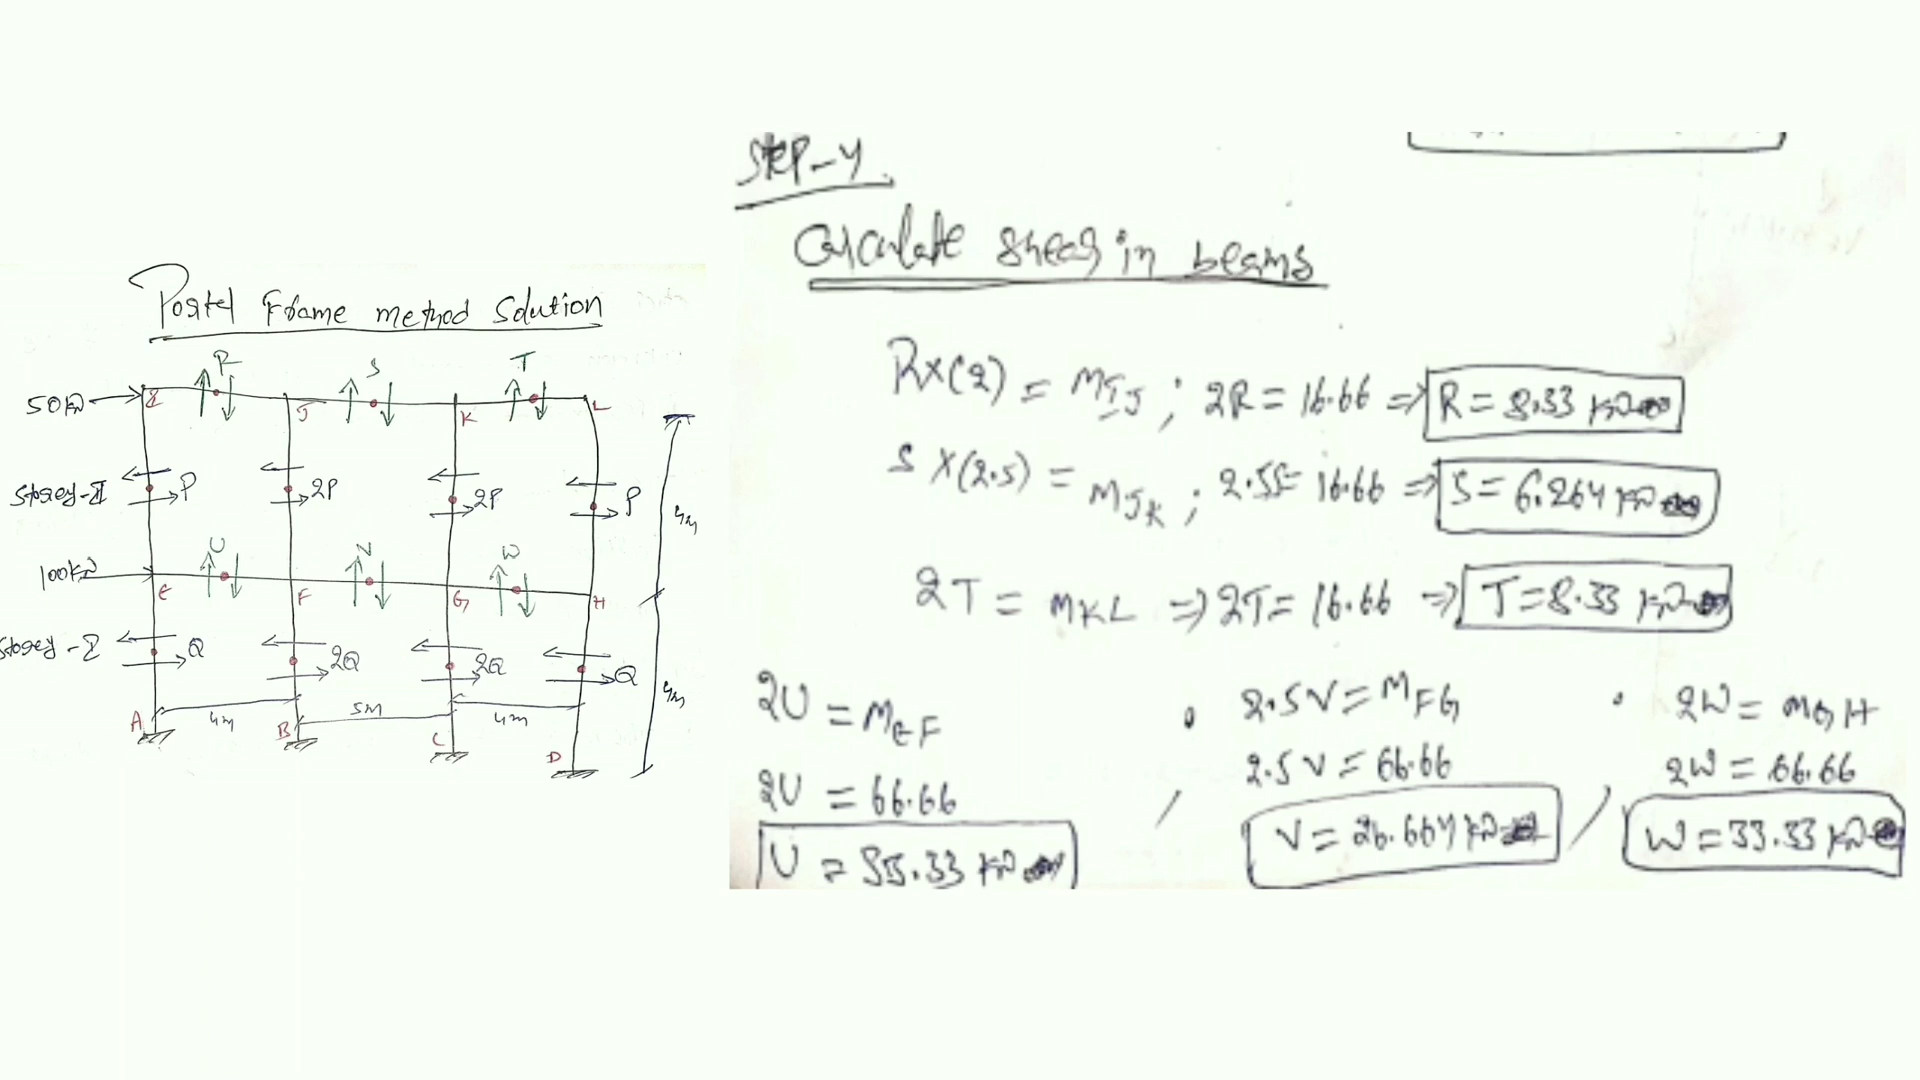 Portal Frame method Solution
R S T
50KN I J K L
Storey-II P 2P 2P P 4m
U V W
100KN E F G H
Storey-I Q 2Q 2Q Q 4m
A 4m B 5m C 4m D
Step-4
Calculate shear in beams
R×(2) = MIJ ; 2R = 16.66 ⇒ R = 8.33 KN
S×(2.5) = MJK ; 2.5S = 16.66 ⇒ S = 6.264 KN
2T = MKL ⇒ 2T = 16.66 ⇒ T = 8.33 KN
2U = MEF
2U = 66.66
U = 33.33 KN
2.5V = MFG
2.5V = 66.66
V = 26.664 KN
2W = MGH
2W = 66.66
W = 33.33 KN